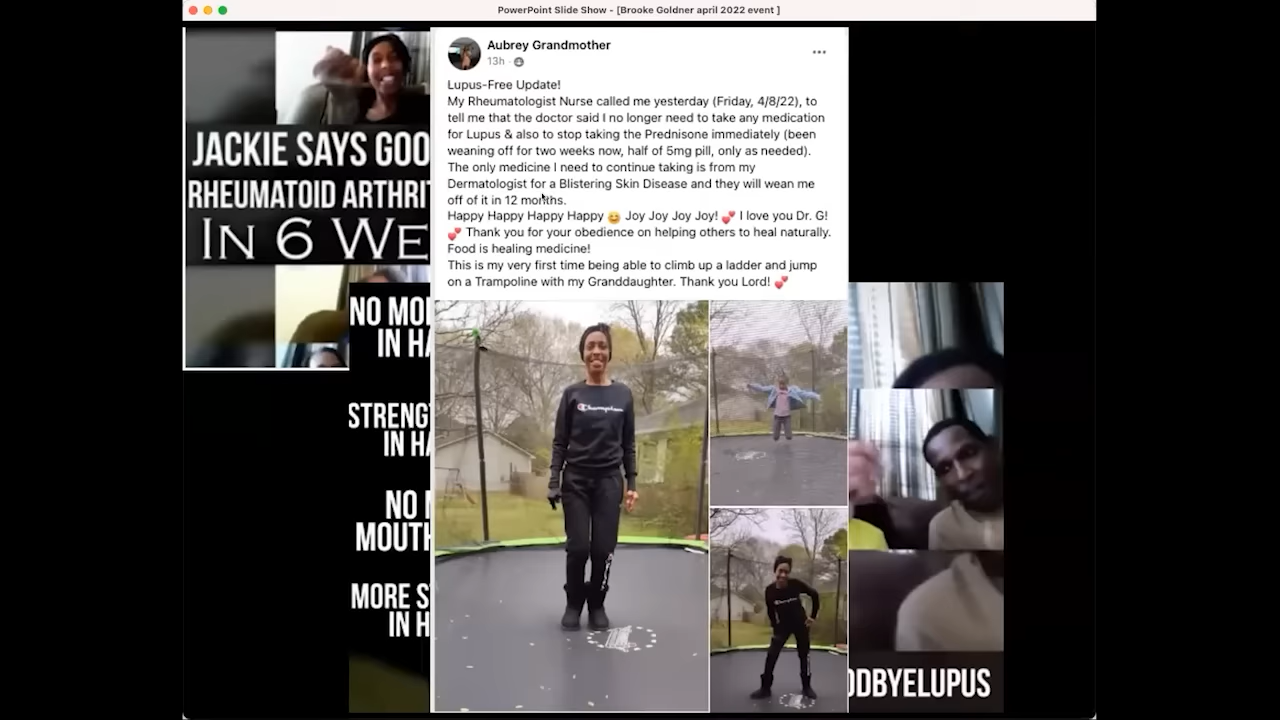 PowerPoint Slide Show - [Brooke Goldner april 2022 event ]
Aubrey Grandmother
13h ·
Lupus-Free Update!
My Rheumatologist Nurse called me yesterday (Friday, 4/8/22), to
tell me that the doctor said I no longer need to take any medication
for Lupus & also to stop taking the Prednisone immediately (been
weaning off for two weeks now, half of 5mg pill, only as needed).
The only medicine I need to continue taking is from my
Dermatologist for a Blistering Skin Disease and they will wean me
off of it in 12 months.
Happy Happy Happy Happy 😆 Joy Joy Joy Joy! 💕 I love you Dr. G!
💕 Thank you for your obedience on helping others to heal naturally.
Food is healing medicine!
This is my very first time being able to climb up a ladder and jump
on a Trampoline with my Granddaughter. Thank you Lord! 💕
JACKIE SAYS GOO
RHEUMATOID ARTHRI
IN 6 WE
NO MO
IN HA
STRENG
IN HA
NO
MOUTH
MORE S
IN H
Champion
ODBYELUPUS